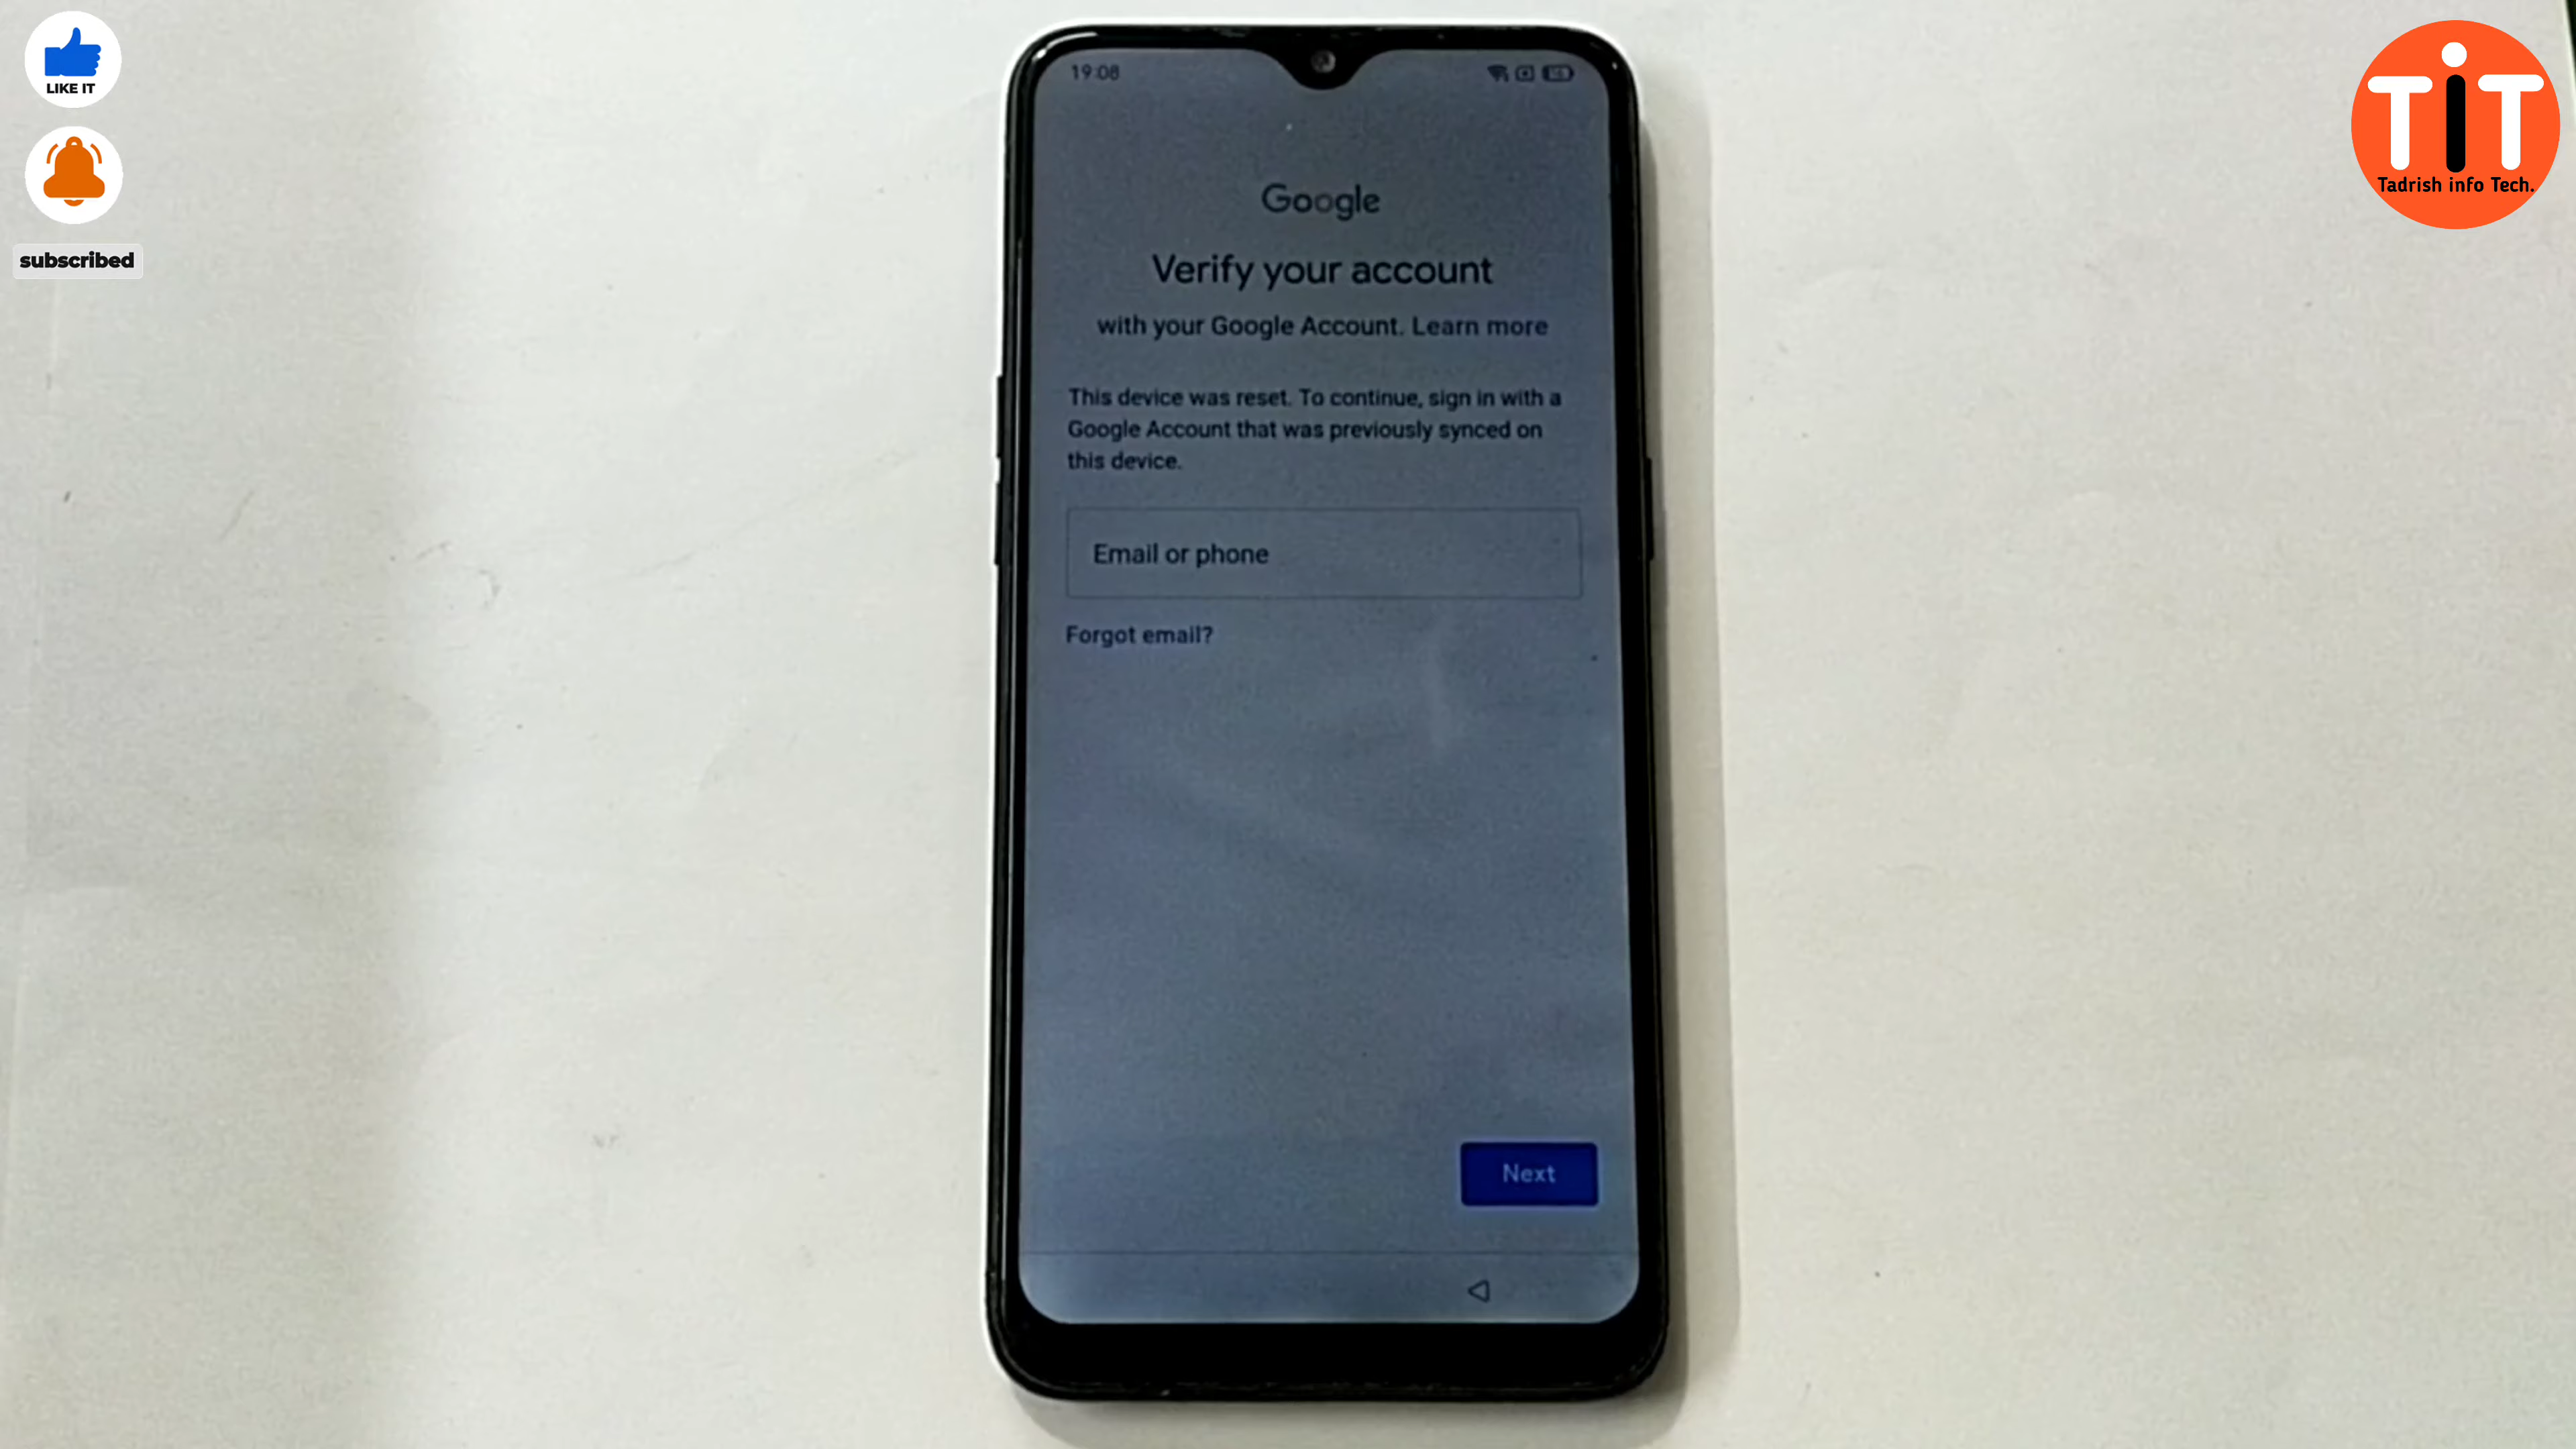 LIKE IT
subscribed
TiT
Tadrish info Tech.
19:08
Google
Verify your account
with your Google Account. Learn more
This device was reset. To continue, sign in with a
Google Account that was previously synced on
this device.
Email or phone
Forgot email?
Next